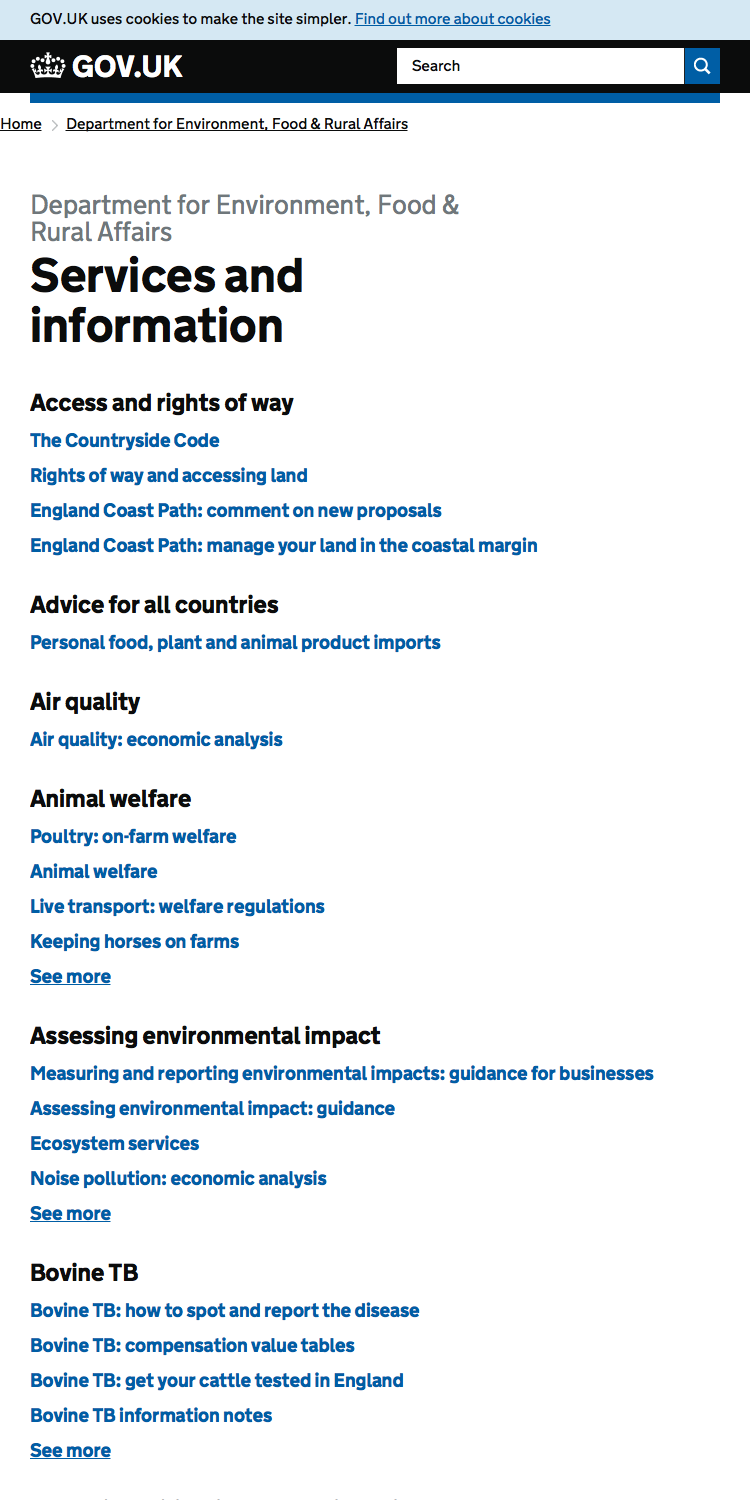 GOV.UK uses cookies to make the site simpler. Find out more about cookies
GOV.UK
Search
Home
Department for Environment, Food & Rural Affairs
Department for Environment, Food &
Rural Affairs
Services and
information
Access and rights of way
The Countryside Code
Rights of way and accessing land
England Coast Path: comment on new proposals
England Coast Path: manage your land in the coastal margin
Advice for all countries
Personal food, plant and animal product imports
Air quality
Air quality: economic analysis
Animal welfare
Poultry: on-farm welfare
Animal welfare
Live transport: welfare regulations
Keeping horses on farms
See more
Assessing environmental impact
Measuring and reporting environmental impacts: guidance for businesses
Assessing environmental impact: guidance
Ecosystem services
Noise pollution: economic analysis
See more
Bovine TB
Bovine TB: how to spot and report the disease
Bovine TB: compensation value tables
Bovine TB: get your cattle tested in England
Bovine TB information notes
See more